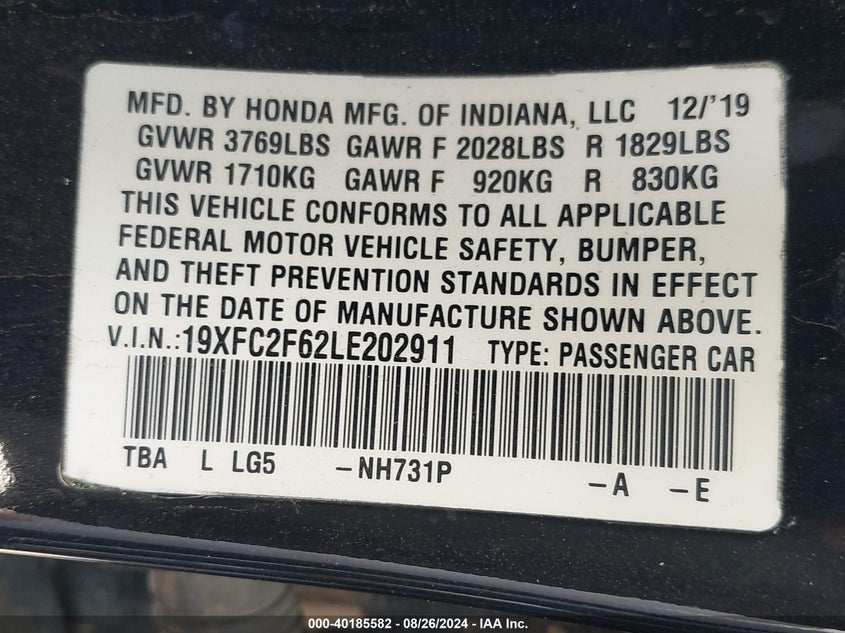 MFD. BY HONDA MFG. OF INDIANA, LLC 12/'19
GVWR 3769LBS GAWR F 2028LBS R 1829LBS
GVWR 1710KG GAWR F 920KG R 830KG
THIS VEHICLE CONFORMS TO ALL APPLICABLE
FEDERAL MOTOR VEHICLE SAFETY, BUMPER,
AND THEFT PREVENTION STANDARDS IN EFFECT
ON THE DATE OF MANUFACTURE SHOWN ABOVE.
V.I.N.:19XFC2F62LE202911 TYPE: PASSENGER CAR
TBA L LG5 -NH731P -A -E
000-40185582 - 08/26/2024 - IAA Inc.